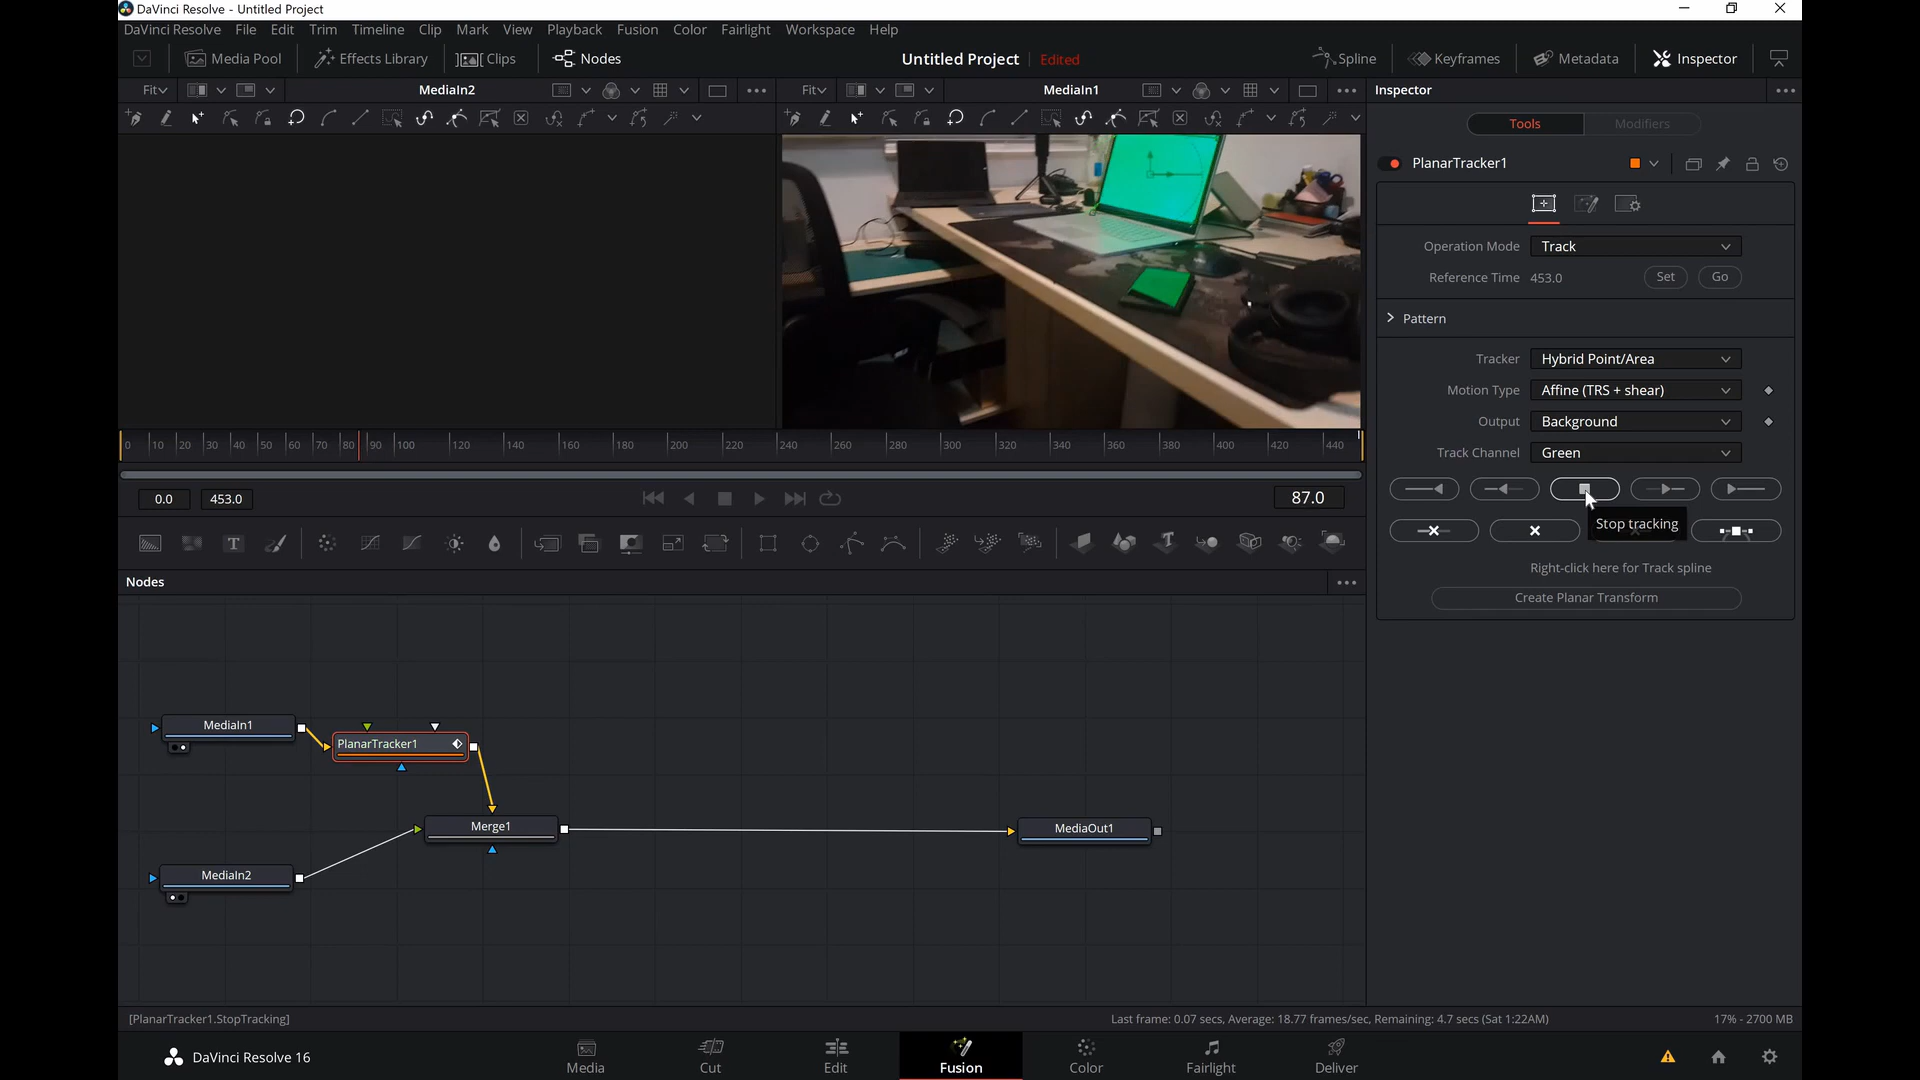 DaVinci Resolve - Untitled Project
DaVinci Resolve File Edit Trim Timeline Clip Mark View Playback Fusion Color Fairlight Workspace Help
Media Pool Effects Library Clips Nodes Untitled Project Edited Spline Keyframes Metadata Inspector
Fit MediaIn2 Fit MediaIn1 Inspector
Tools Modifiers
PlanarTracker1
Operation Mode Track
Reference Time 453.0 Set Go
Pattern
Tracker Hybrid Point/Area
Motion Type Affine (TRS + shear)
Output Background
Track Channel Green
Stop tracking
Right-click here for Track spline
Create Planar Transform
0 10 20 30 40 50 60 70 80 90 100 120 140 160 180 200 220 240 260 280 300 320 340 360 380 400 420 440
0.0 453.0 87.0
Nodes
MediaIn1
PlanarTracker1
Merge1
MediaOut1
MediaIn2
[PlanarTracker1.StopTracking] Last frame: 0.07 secs, Average: 18.77 frames/sec, Remaining: 4.7 secs (Sat 1:22AM) 17% - 2700 MB
DaVinci Resolve 16 Media Cut Edit Fusion Color Fairlight Deliver